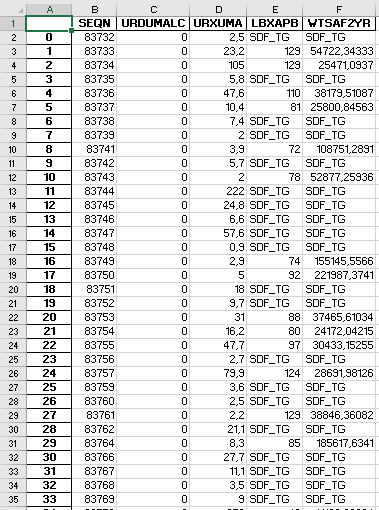 A B C D E F
1 SEQN URDUMALC URXUMA LBXAPB WTSAF2YR
2 0 83732 0 2,5 SDF_TG SDF_TG
3 1 83733 0 23,2 129 54722,34333
4 2 83734 0 105 129 25471,0937
5 3 83735 0 5,8 SDF_TG SDF_TG
6 4 83736 0 47,6 110 38179,51087
7 5 83737 0 10,4 81 25800,84563
8 6 83738 0 7,4 SDF_TG SDF_TG
9 7 83739 0 2 SDF_TG SDF_TG
10 8 83741 0 3,9 72 108751,2891
11 9 83742 0 5,7 SDF_TG SDF_TG
12 10 83743 0 2 78 52877,25936
13 11 83744 0 222 SDF_TG SDF_TG
14 12 83745 0 24,8 SDF_TG SDF_TG
15 13 83746 0 6,6 SDF_TG SDF_TG
16 14 83747 0 57,6 SDF_TG SDF_TG
17 15 83748 0 0,9 SDF_TG SDF_TG
18 16 83749 0 2,9 74 155145,5566
19 17 83750 0 5 92 221987,3741
20 18 83751 0 18 SDF_TG SDF_TG
21 19 83752 0 9,7 SDF_TG SDF_TG
22 20 83753 0 31 88 37465,61034
23 21 83754 0 16,2 80 24172,04215
24 22 83755 0 47,7 97 30433,15255
25 23 83756 0 2,7 SDF_TG SDF_TG
26 24 83757 0 79,9 124 28691,98126
27 25 83759 0 3,6 SDF_TG SDF_TG
28 26 83760 0 2,5 SDF_TG SDF_TG
29 27 83761 0 2,2 129 38846,36082
30 28 83762 0 21,1 SDF_TG SDF_TG
31 29 83764 0 8,3 85 185617,6341
32 30 83766 0 27,7 SDF_TG SDF_TG
33 31 83767 0 11,1 SDF_TG SDF_TG
34 32 83768 0 3,5 SDF_TG SDF_TG
35 33 83769 0 9 SDF_TG SDF_TG